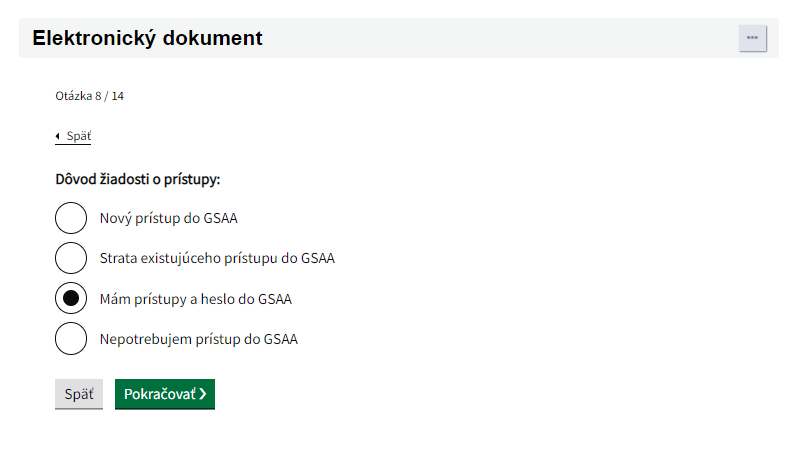 Elektronický dokument
Otázka 8 / 14
Späť
Dôvod žiadosti o prístupy:
Nový prístup do GSAA
Strata existujúceho prístupu do GSAA
Mám prístupy a heslo do GSAA
Nepotrebujem prístup do GSAA
Späť
Pokračovať ❯